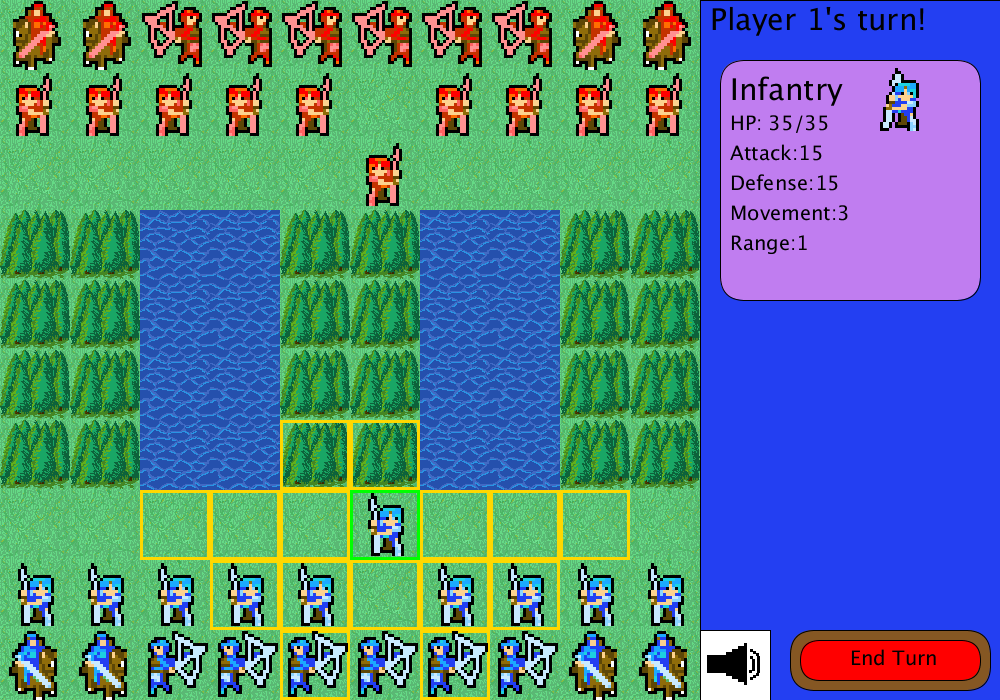 Player 1's turn!
Infantry
HP: 35/35
Attack:15
Defense:15
Movement:3
Range:1
End Turn